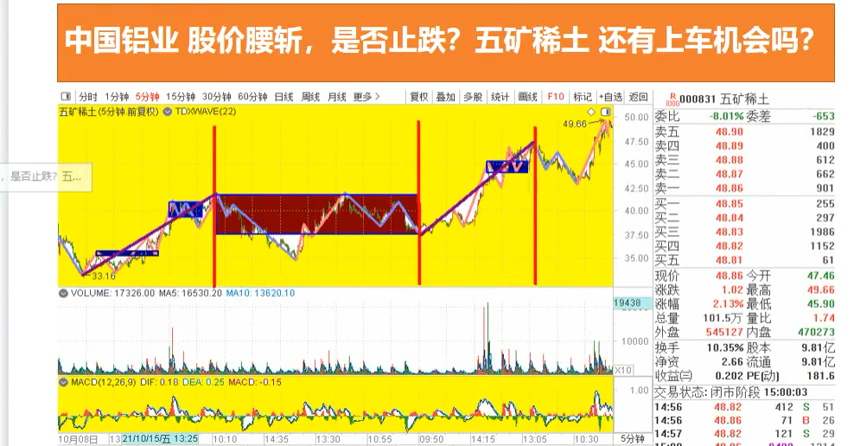 中国铝业 股价腰斩，是否止跌？五矿稀土 还有上车机会吗？
分时 1分钟 5分钟 15分钟 30分钟 60分钟 日线 周线 月线 更多> 复权 叠加 多股 统计 画线 F10 标记 +自选 返回
R 1000 000831 五矿稀土
五矿稀土(5分钟.前复权) TDXWAVE(22)
49.66
50.00
47.50
45.00
42.50
40.00
37.50
35.00
33.16
，是否止跌？五...
委比 -8.01% 委差 -653
卖五 48.90 1829
卖四 48.89 400
卖三 48.88 612
卖二 48.87 662
卖一 48.86 901
买一 48.85 255
买二 48.84 297
买三 48.83 1986
买四 48.82 1152
买五 48.81 61
现价 48.86 今开 47.46
涨跌 1.02 最高 49.66
涨幅 2.13% 最低 45.90
总量 101.5万 量比 1.74
外盘 545127 内盘 470273
换手 10.35% 股本 9.81亿
净资 2.66 流通 9.81亿
收益㈢ 0.202 PE(动) 181.6
交易状态: 闭市阶段 15:00:03
14:56 48.82 412 S 51
14:56 48.86 71 B 26
14:57 48.82 121 S 29
VOLUME: 17326.00 MA5: 16530.20 MA10: 13620.10
19438
10000
X10
MACD(12,26,9) DIF: 0.18 DEA: 0.25 MACD: -0.15
1.00
0.00
10月08日 13 21/10/15/五 13:25 10:10 14:35 13:30 10:55 09:50 14:15 13:05 10:30 5分钟